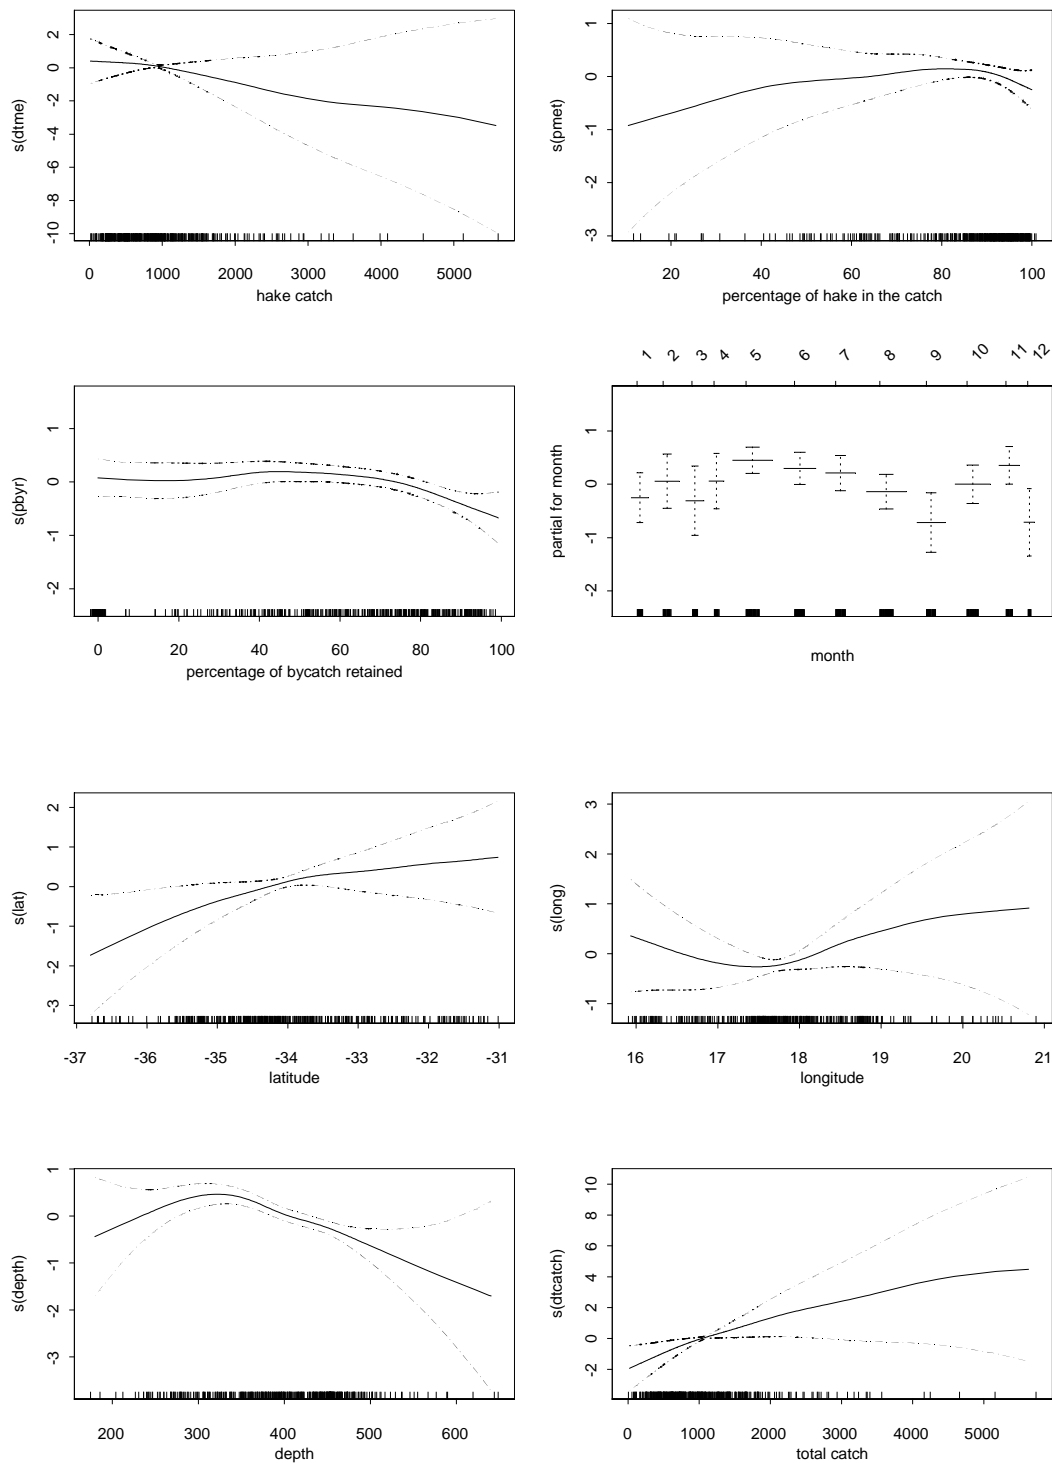 s(dtme)
2
0
-2
-4
-6
-8
-10
0 1000 2000 3000 4000 5000
hake catch
s(pmet)
1
0
-1
-2
-3
20 40 60 80 100
percentage of hake in the catch
s(pbyr)
1
0
-1
-2
0 20 40 60 80 100
percentage of bycatch retained
1 2 3 4 5 6 7 8 9 10 11 12
partial for month
1
0
-1
-2
month
s(lat)
2
1
0
-1
-2
-3
-37 -36 -35 -34 -33 -32 -31
latitude
s(long)
3
2
1
0
-1
16 17 18 19 20 21
longitude
s(depth)
1
0
-1
-2
-3
200 300 400 500 600
depth
s(dtcatch)
10
8
6
4
2
0
-2
0 1000 2000 3000 4000 5000
total catch